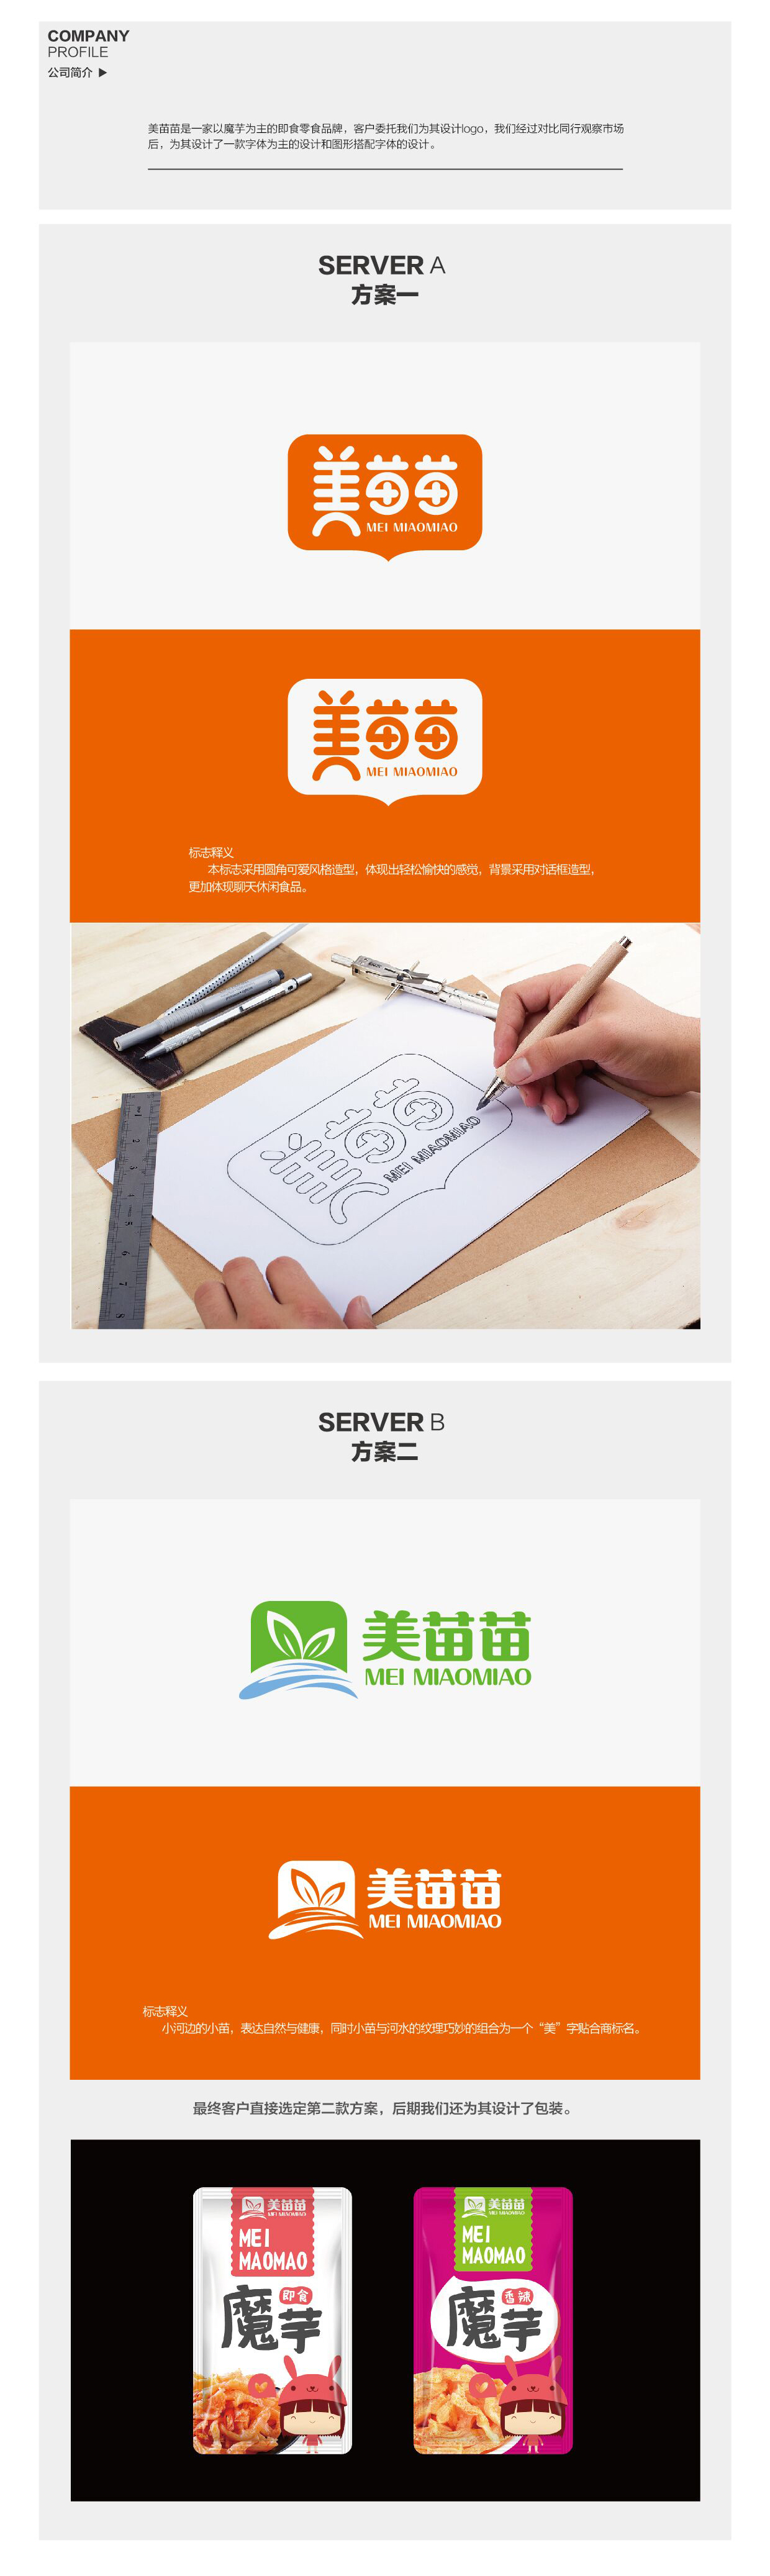 COMPANY
PROFILE
公司简介
美苗苗是一家以魔芋为主的即食零食品牌，客户委托我们为其设计logo，我们经过对比同行观察市场
后，为其设计了一款字体为主的设计和图形搭配字体的设计。
SERVER A
方案一
美苗苗
MEI MIAOMIAO
美苗苗
MEI MIAOMIAO
标志释义
本标志采用圆角可爱风格造型，体现出轻松愉快的感觉，背景采用对话框造型，
更加体现聊天休闲食品。
美苗苗
MEI MIAOMIAO
1
2
3
5
6
7
8
SERVER B
方案二
美苗苗
MEI MIAOMIAO
美苗苗
MEI MIAOMIAO
标志释义
小河边的小苗，表达自然与健康，同时小苗与河水的纹理巧妙的组合为一个“美”字贴合商标名。
最终客户直接选定第二款方案，后期我们还为其设计了包装。
美苗苗
MEI MIAOMIAO
MEI
MAOMAO
即食
魔芋
美苗苗
MEI MIAOMIAO
MEI
MAOMAO
香辣
魔芋